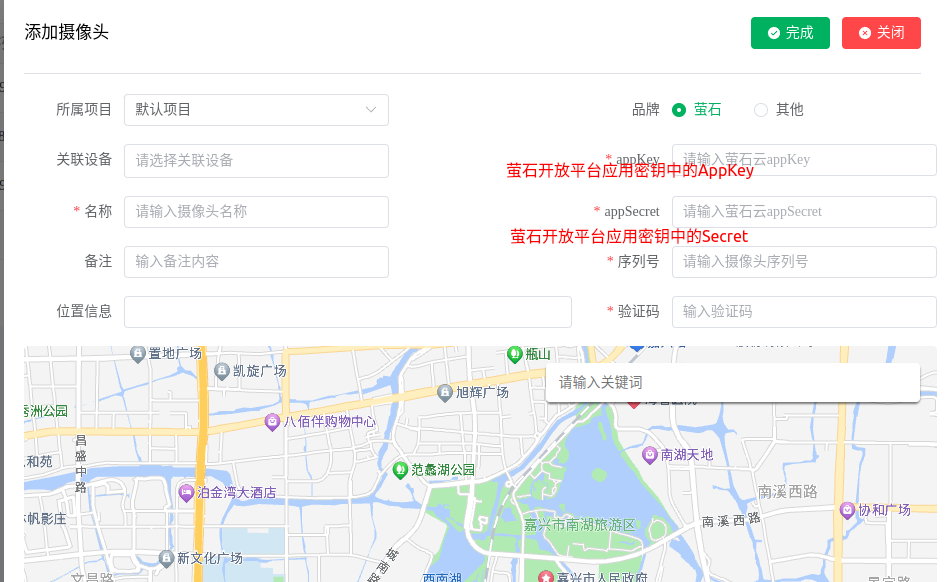 添加摄像头
完成
关闭
所属项目 默认项目
品牌 萤石 其他
关联设备 请选择关联设备
* appKey 请输入萤石云appKey
萤石开放平台应用密钥中的AppKey
* 名称 请输入摄像头名称
* appSecret 请输入萤石云appSecret
萤石开放平台应用密钥中的Secret
备注 输入备注内容
* 序列号 请输入摄像头序列号
位置信息
* 验证码 输入验证码
置地广场
瓶山
凯旋广场
请输入关键词
旭辉广场
秀洲公园
八佰伴购物中心
昌盛中路
南湖天地
和苑
范蠡湖公园
泊金湾大酒店
南溪西路
协和广场
帆影庄
嘉兴市南湖旅游区
南溪西路
新文化广场
城南路
文昌路
西南湖
嘉兴市人民政府